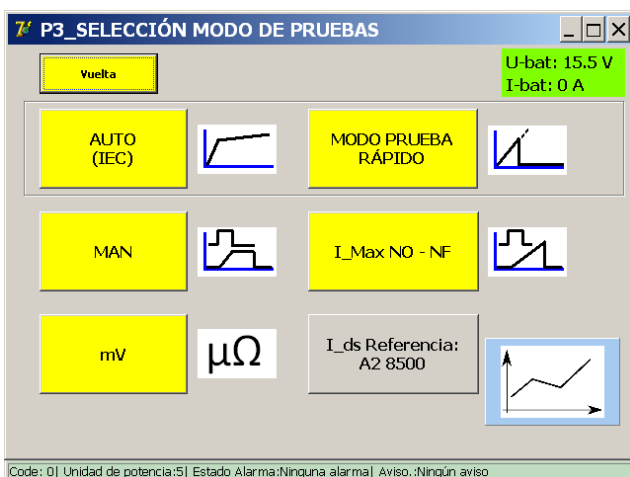 P3_SELECCIÓN MODO DE PRUEBAS
Vuelta
U-bat: 15.5 V
I-bat: 0 A
AUTO
(IEC)
MODO PRUEBA
RÁPIDO
MAN
I_Max NO - NF
mV
µΩ
I_ds Referencia:
A2 8500
Code: 0| Unidad de potencia:5| Estado Alarma:Ninguna alarma| Aviso.:Ningún aviso